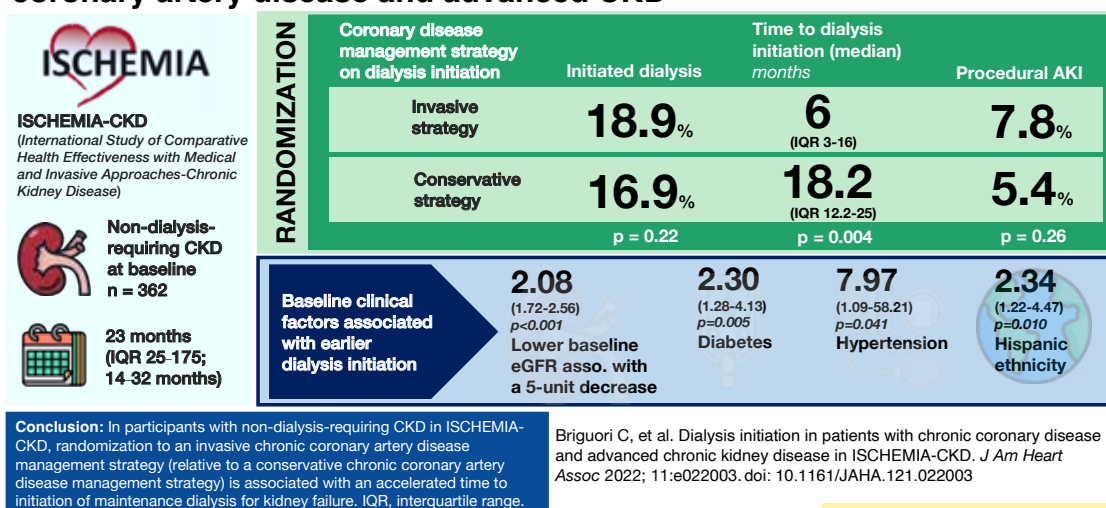 coronary artery disease and advanced CKD
ISCHEMIA
ISCHEMIA-CKD
(International Study of Comparative
Health Effectiveness with Medical
and Invasive Approaches-Chronic
Kidney Disease)
Non-dialysis-
requiring CKD
at baseline
n = 362
23 months
(IQR 25-175;
14-32 months)
RANDOMIZATION
Coronary disease
management strategy
on dialysis initiation
Initiated dialysis
Time to dialysis
initiation (median)
months
Procedural AKI
Invasive
strategy
18.9%
6
(IQR 3-16)
7.8%
Conservative
strategy
16.9%
18.2
(IQR 12.2-25)
5.4%
p = 0.22
p = 0.004
p = 0.26
Baseline clinical
factors associated
with earlier
dialysis initiation
2.08
(1.72-2.56)
p<0.001
Lower baseline
eGFR asso. with
a 5-unit decrease
2.30
(1.28-4.13)
p=0.005
Diabetes
7.97
(1.09-58.21)
p=0.041
Hypertension
2.34
(1.22-4.47)
p=0.010
Hispanic
ethnicity
Conclusion: In participants with non-dialysis-requiring CKD in ISCHEMIA-
CKD, randomization to an invasive chronic coronary artery disease
management strategy (relative to a conservative chronic coronary artery
disease management strategy) is associated with an accelerated time to
initiation of maintenance dialysis for kidney failure. IQR, interquartile range.
Briguori C, et al. Dialysis initiation in patients with chronic coronary disease
and advanced chronic kidney disease in ISCHEMIA-CKD. J Am Heart
Assoc 2022; 11:e022003. doi: 10.1161/JAHA.121.022003